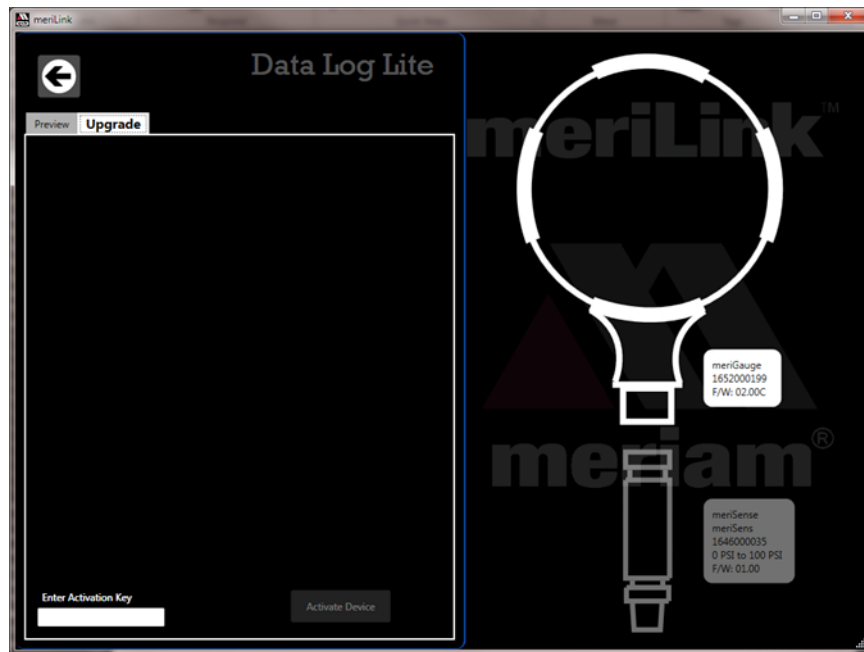 meriLink
Data Log Lite
Preview
Upgrade
Enter Activation Key
Activate Device
meriLink™
meriGauge
1652000199
F/W: 02.00C
meriam®
meriSense
meriSens
1646000035
0 PSI to 100 PSI
F/W: 01.00